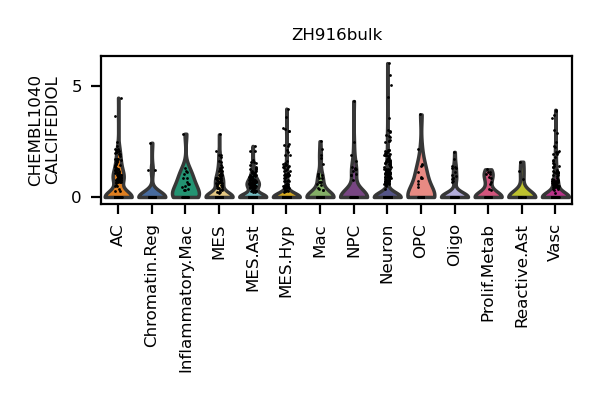 ZH916bulk
CHEMBL1040
CALCIFEDIOL
5
0
AC
Chromatin.Reg
Inflammatory.Mac
MES
MES.Ast
MES.Hyp
Mac
NPC
Neuron
OPC
Oligo
Prolif.Metab
Reactive.Ast
Vasc